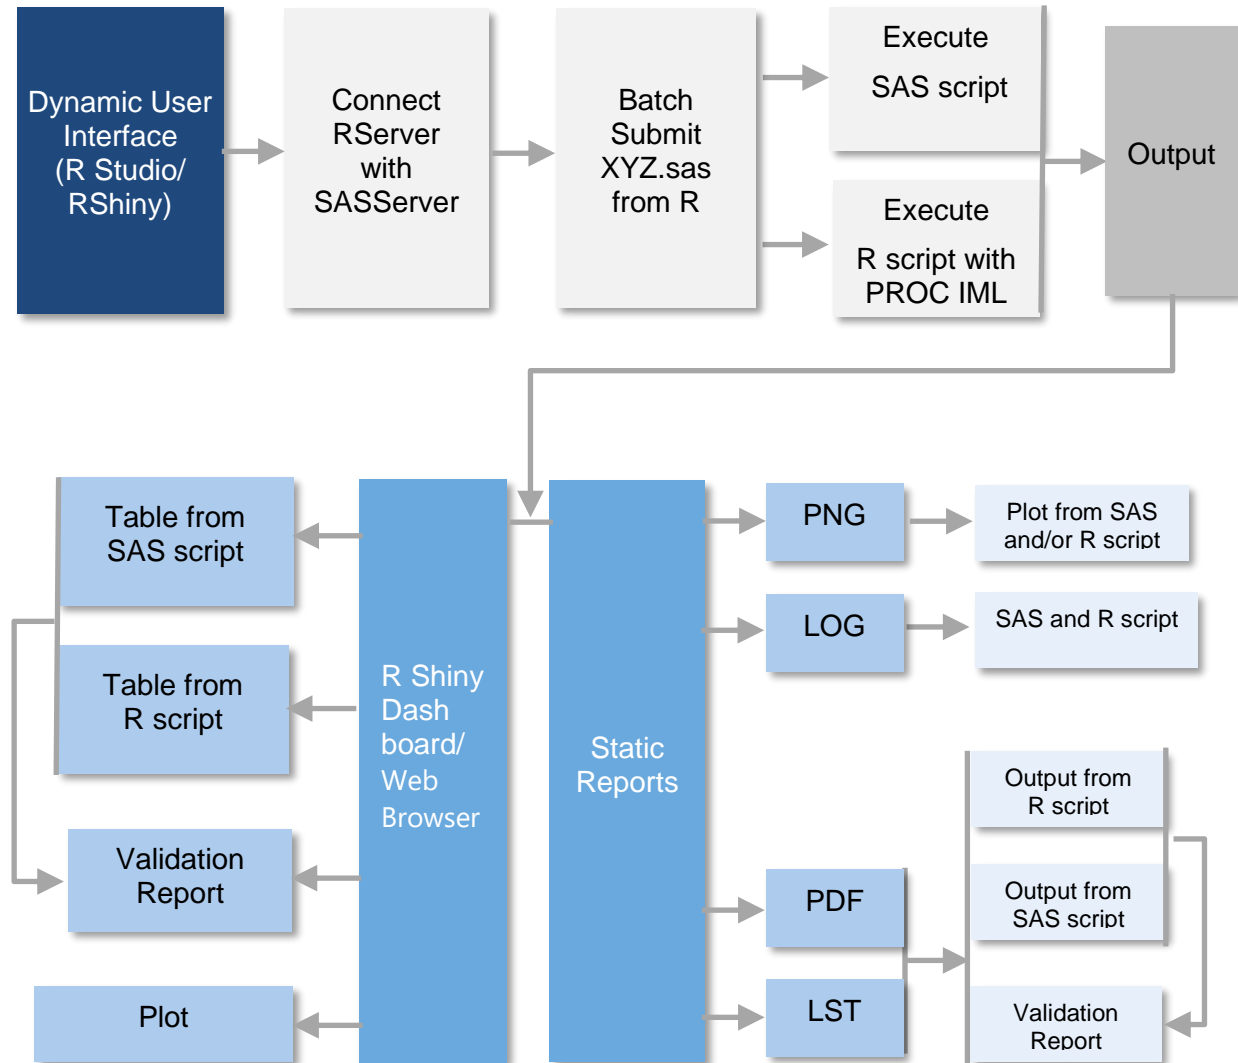 Dynamic User
Interface
(R Studio/
RShiny)
Connect
RServer
with
SASServer
Batch
Submit
XYZ.sas
from R
Execute
SAS script
Execute
R script with
PROC IML
Output
Table from
SAS script
Table from
R script
Validation
Report
Plot
R Shiny
Dash
board/
Web
Browser
Static
Reports
PNG
LOG
PDF
LST
Plot from SAS
and/or R script
SAS and R script
Output from
R script
Output from
SAS script
Validation
Report